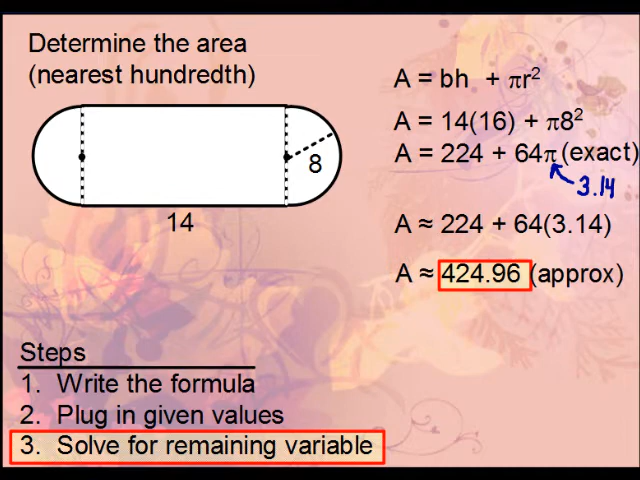 Determine the area
(nearest hundredth)
8
14
A = bh + πr²
A = 14(16) + π8²
A = 224 + 64π (exact)
3.14
A ≈ 224 + 64(3.14)
A ≈ 424.96 (approx)
Steps
1. Write the formula
2. Plug in given values
3. Solve for remaining variable